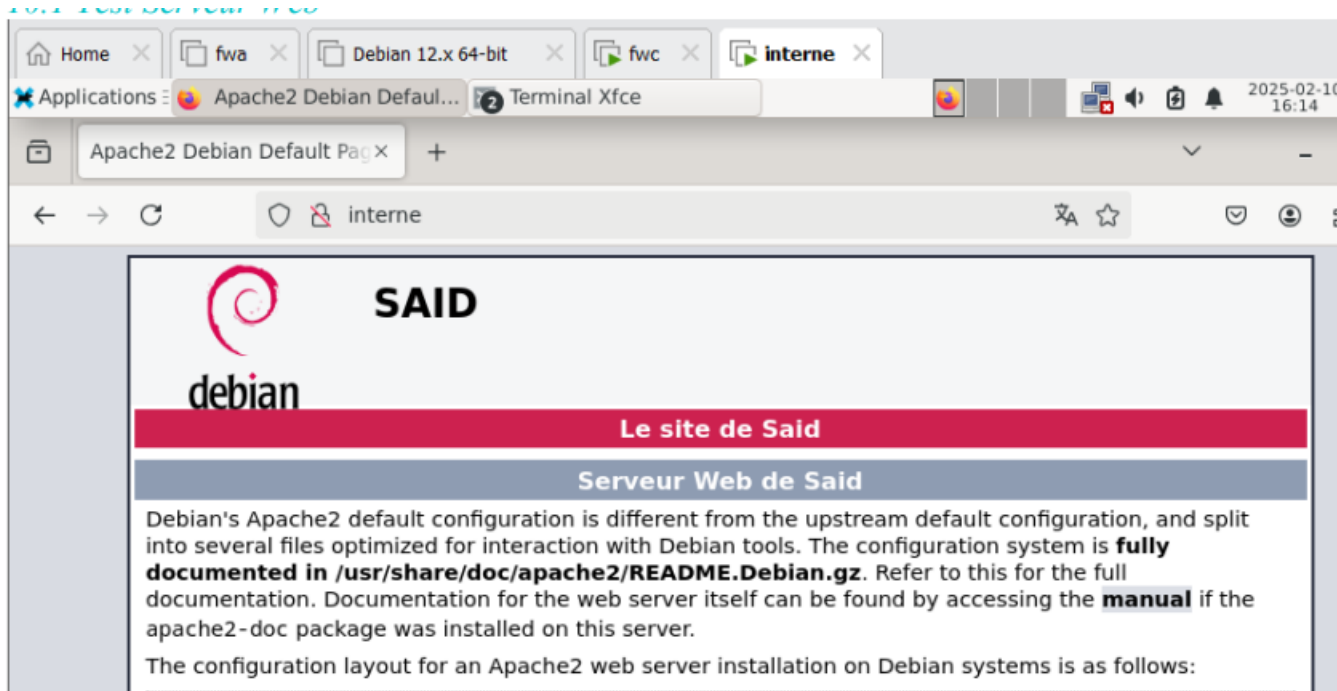 10.1 Test Serveur Web
Home fwa Debian 12.x 64-bit fwc interne
Applications Apache2 Debian Defaul... 2 Terminal Xfce 2025-02-10
16:14
Apache2 Debian Default Pag
interne
SAID
debian
Le site de Said
Serveur Web de Said
Debian's Apache2 default configuration is different from the upstream default configuration, and split
into several files optimized for interaction with Debian tools. The configuration system is fully
documented in /usr/share/doc/apache2/README.Debian.gz. Refer to this for the full
documentation. Documentation for the web server itself can be found by accessing the manual if the
apache2-doc package was installed on this server.
The configuration layout for an Apache2 web server installation on Debian systems is as follows: